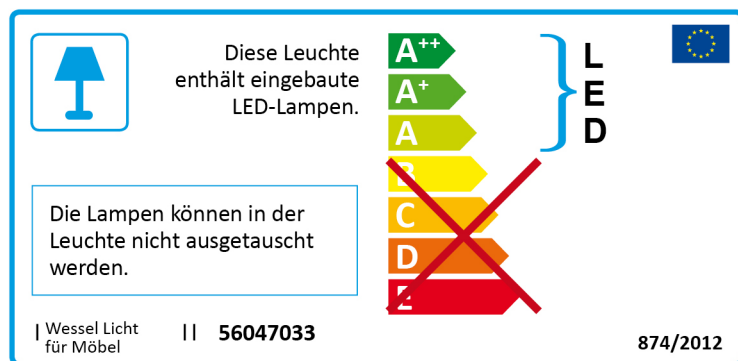 Diese Leuchte
enthält eingebaute
LED-Lampen.
Die Lampen können in der
Leuchte nicht ausgetauscht
werden.
I Wessel Licht
für Möbel
II 56047033
A++
A+
A
B
C
D
E
L
E
D
874/2012